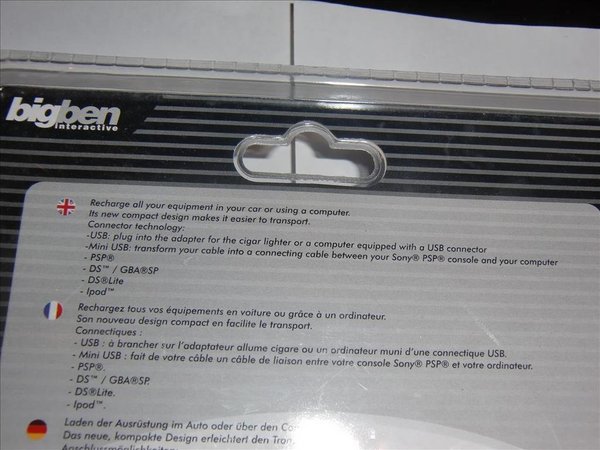 bigben
interactive
Recharge all your equipment in your car or using a computer.
Its new compact design makes it easier to transport.
Connector technology:
-USB: plug into the adapter for the cigar lighter or a computer equipped with a USB connector
-Mini USB: transform your cable into a connecting cable between your Sony® PSP® console and your computer
- PSP®
- DS™ / GBA®SP
- DS®Lite
- Ipod™
Rechargez tous vos équipements en voiture ou grâce à un ordinateur.
Son nouveau design compact en facilite le transport.
Connectiques :
- USB : à brancher sur l'adaptateur allume cigare ou un ordinateur muni d'une connectique USB.
- Mini USB : fait de votre câble un câble de liaison entre votre console Sony® PSP® et votre ordinateur.
- PSP®.
- DS™ / GBA®SP.
- DS®Lite.
- Ipod™.
Laden der Ausrüstung im Auto oder über den Co
Das neue, kompakte Design erleichtert den Tran
Anschlussmöglichkeiten